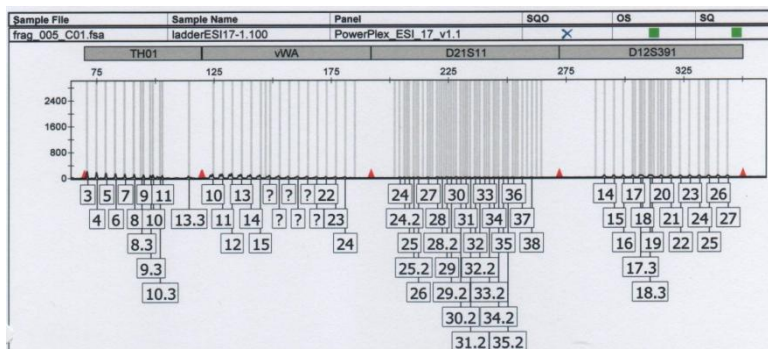 Sample File Sample Name Panel SQO OS SQ
frag_005_C01.fsa ladderESI17-1.100 PowerPlex_ESI_17_v1.1
TH01 vWA D21S11 D12S391
75 125 175 225 275 325
2400
1600
800
0
3 5 7 9 11 10 13 ? ? ? 22 24 27 30 33 36 14 17 20 23 26
4 6 8 10 13.3 11 14 ? ? ? 23 24.2 28 31 34 37 15 18 21 24 27
8.3 12 15 24 25 28.2 32 35 38 16 19 22 25
9.3 25.2 29 32.2 17.3
10.3 26 29.2 33.2 18.3
30.2 34.2
31.2 35.2